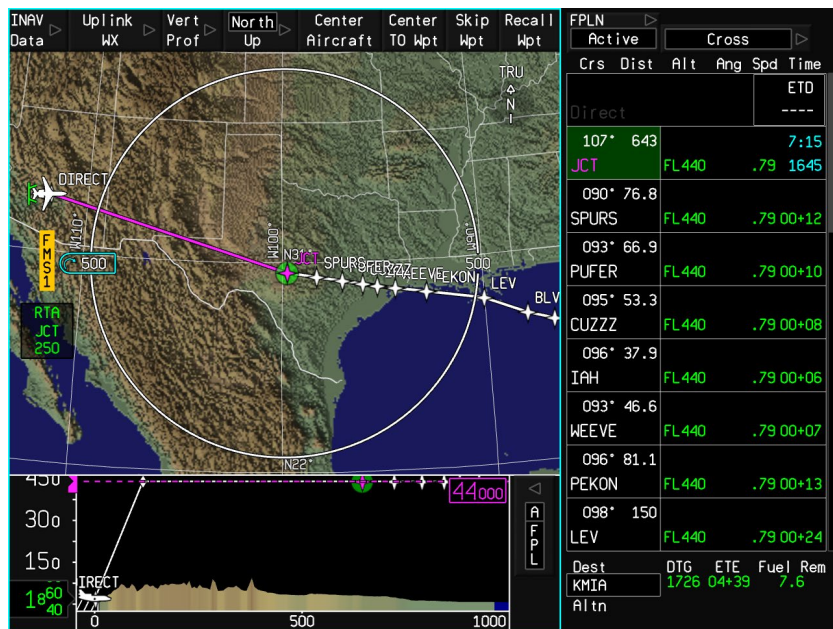 INAV Data
Uplink WX
Vert Prof
North Up
Center Aircraft
Center TO Wpt
Skip Wpt
Recall Wpt
TRU
N
DIRECT
W110°
W100°
N31°
JCT
SPURS
EEVE
EKON
LEV
BLV
500
500
FMS1
RTA
JCT
250
N22°
450
300
150
1860
40
44000
IRECT
0
500
1000
A
FPL
FPLN
Active
Cross
Crs Dist Alt Ang Spd Time
ETD
Direct ----
107° 643 7:15
JCT FL440 .79 1645
090° 76.8
SPURS FL440 .79 00+12
093° 66.9
PUFER FL440 .79 00+10
095° 53.3
CUZZZ FL440 .79 00+08
096° 37.9
IAH FL440 .79 00+06
093° 46.6
WEEVE FL440 .79 00+07
096° 81.1
PEKON FL440 .79 00+13
098° 150
LEV FL440 .79 00+24
Dest DTG ETE Fuel Rem
KMIA 1726 04+39 7.6
Altn